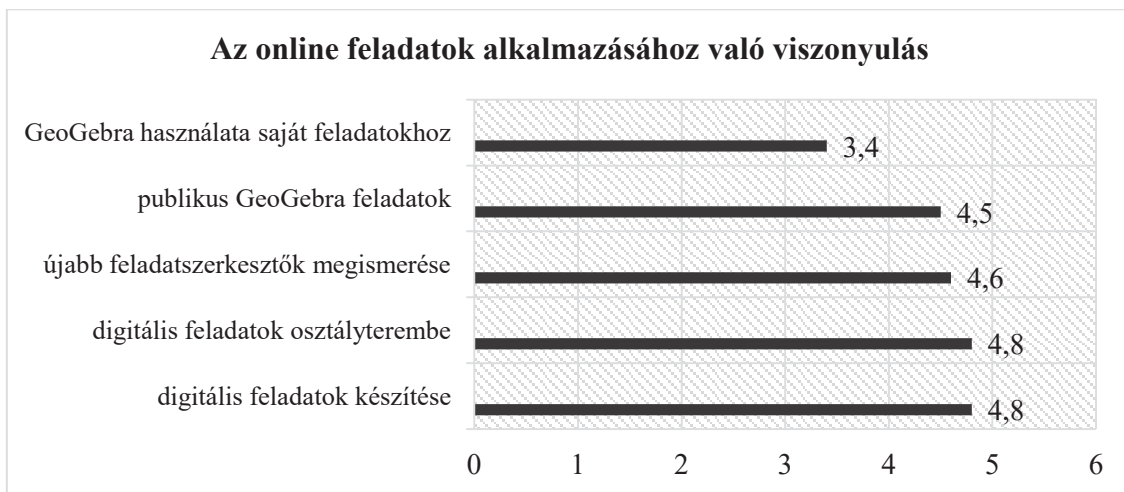 Az online feladatok alkalmazásához való viszonyulás
GeoGebra használata saját feladatokhoz
3,4
publikus GeoGebra feladatok
4,5
újabb feladatszerkesztők megismerése
4,6
digitális feladatok osztályterembe
4,8
digitális feladatok készítése
4,8
0 1 2 3 4 5 6